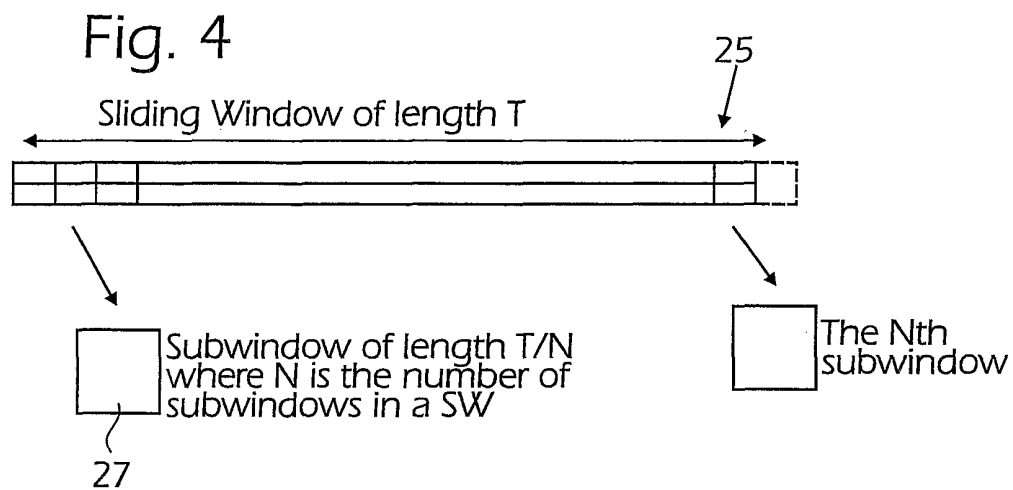 Fig. 4
25
Sliding Window of length T
Subwindow of length T/N
where N is the number of
subwindows in a SW
The Nth
subwindow
27